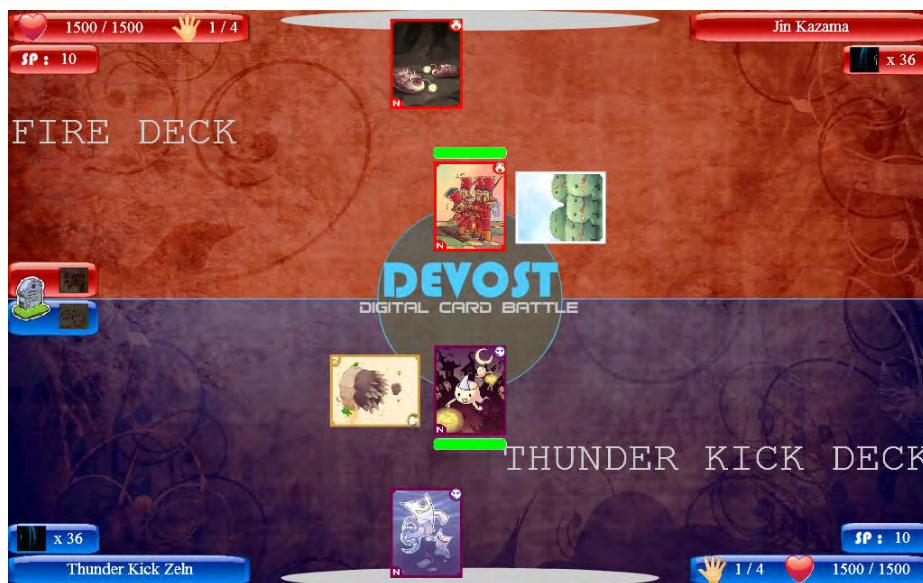 1500 / 1500
1 / 4
Jin Kazama
SP : 10
x 36
FIRE DECK
N
N
DEVOST
DIGITAL CARD BATTLE
N
THUNDER KICK DECK
N
x 36
SP : 10
Thunder Kick Zeln
1 / 4
1500 / 1500